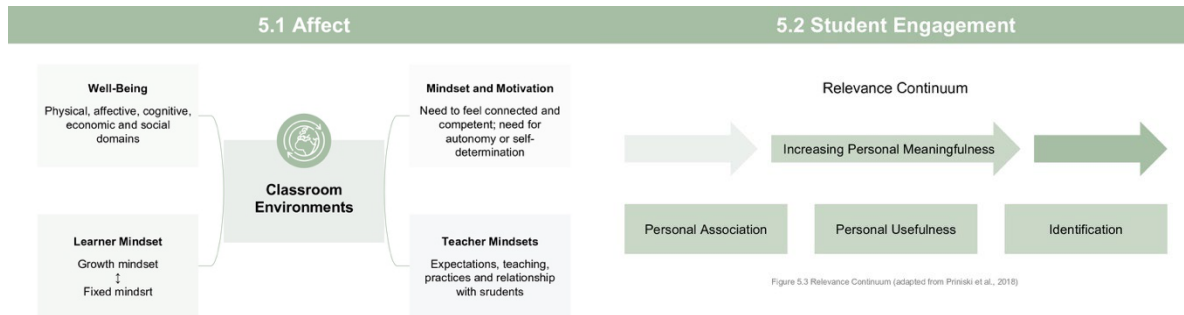 5.1 Affect
Well-Being
Physical, affective, cognitive,
economic and social
domains
Mindset and Motivation
Need to feel connected and
competent; need for
autonomy or self-
determination
Classroom
Environments
Learner Mindset
Growth mindset
↕
Fixed mindsrt
Teacher Mindsets
Expectations, teaching,
practices and relationship
with srudents
5.2 Student Engagement
Relevance Continuum
Increasing Personal Meaningfulness
Personal Association
Personal Usefulness
Identification
Figure 5.3 Relevance Continuum (adapted from Priniski et al., 2018)